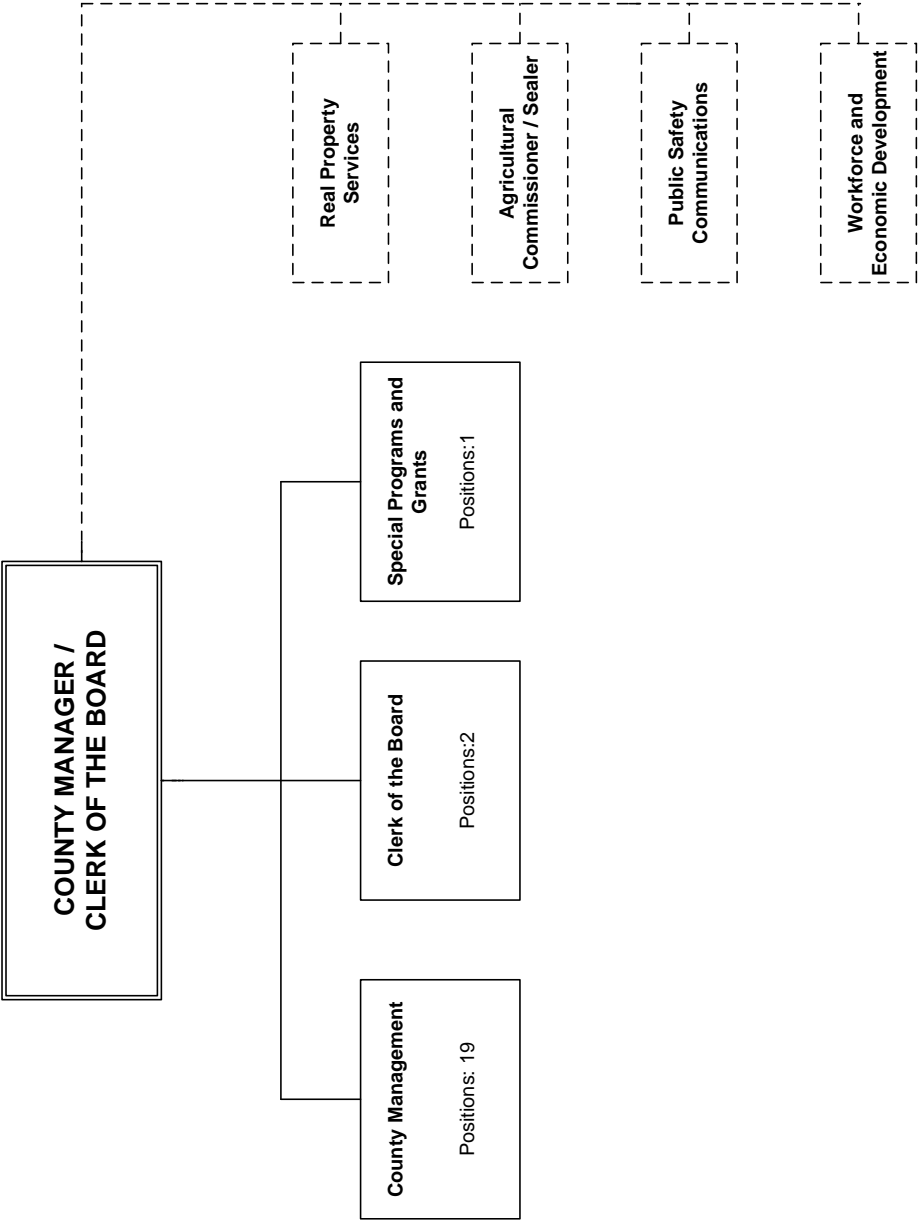 COUNTY MANAGER /
CLERK OF THE BOARD
County Management
Positions: 19
Clerk of the Board
Positions:2
Special Programs and
Grants
Positions:1
Real Property
Services
Agricultural
Commissioner / Sealer
Public Safety
Communications
Workforce and
Economic Development